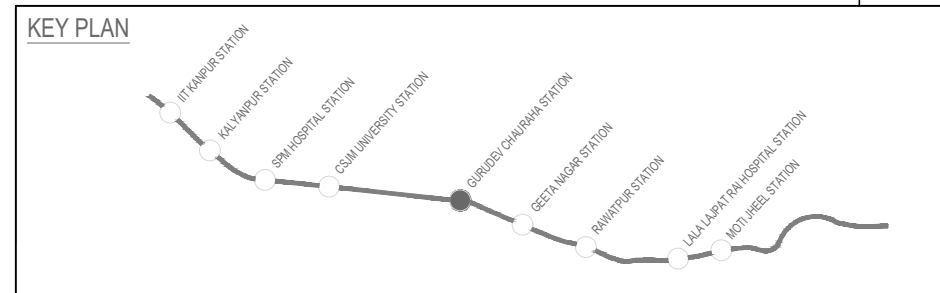 KEY PLAN
IIT KANPUR STATION
KALYANPUR STATION
SPM HOSPITAL STATION
CSJM UNIVERSITY STATION
GURUDEV CHAURAHA STATION
GEETA NAGAR STATION
RAWATPUR STATION
LALA LAJPAT RAI HOSPITAL STATION
MOTI JHEEL STATION